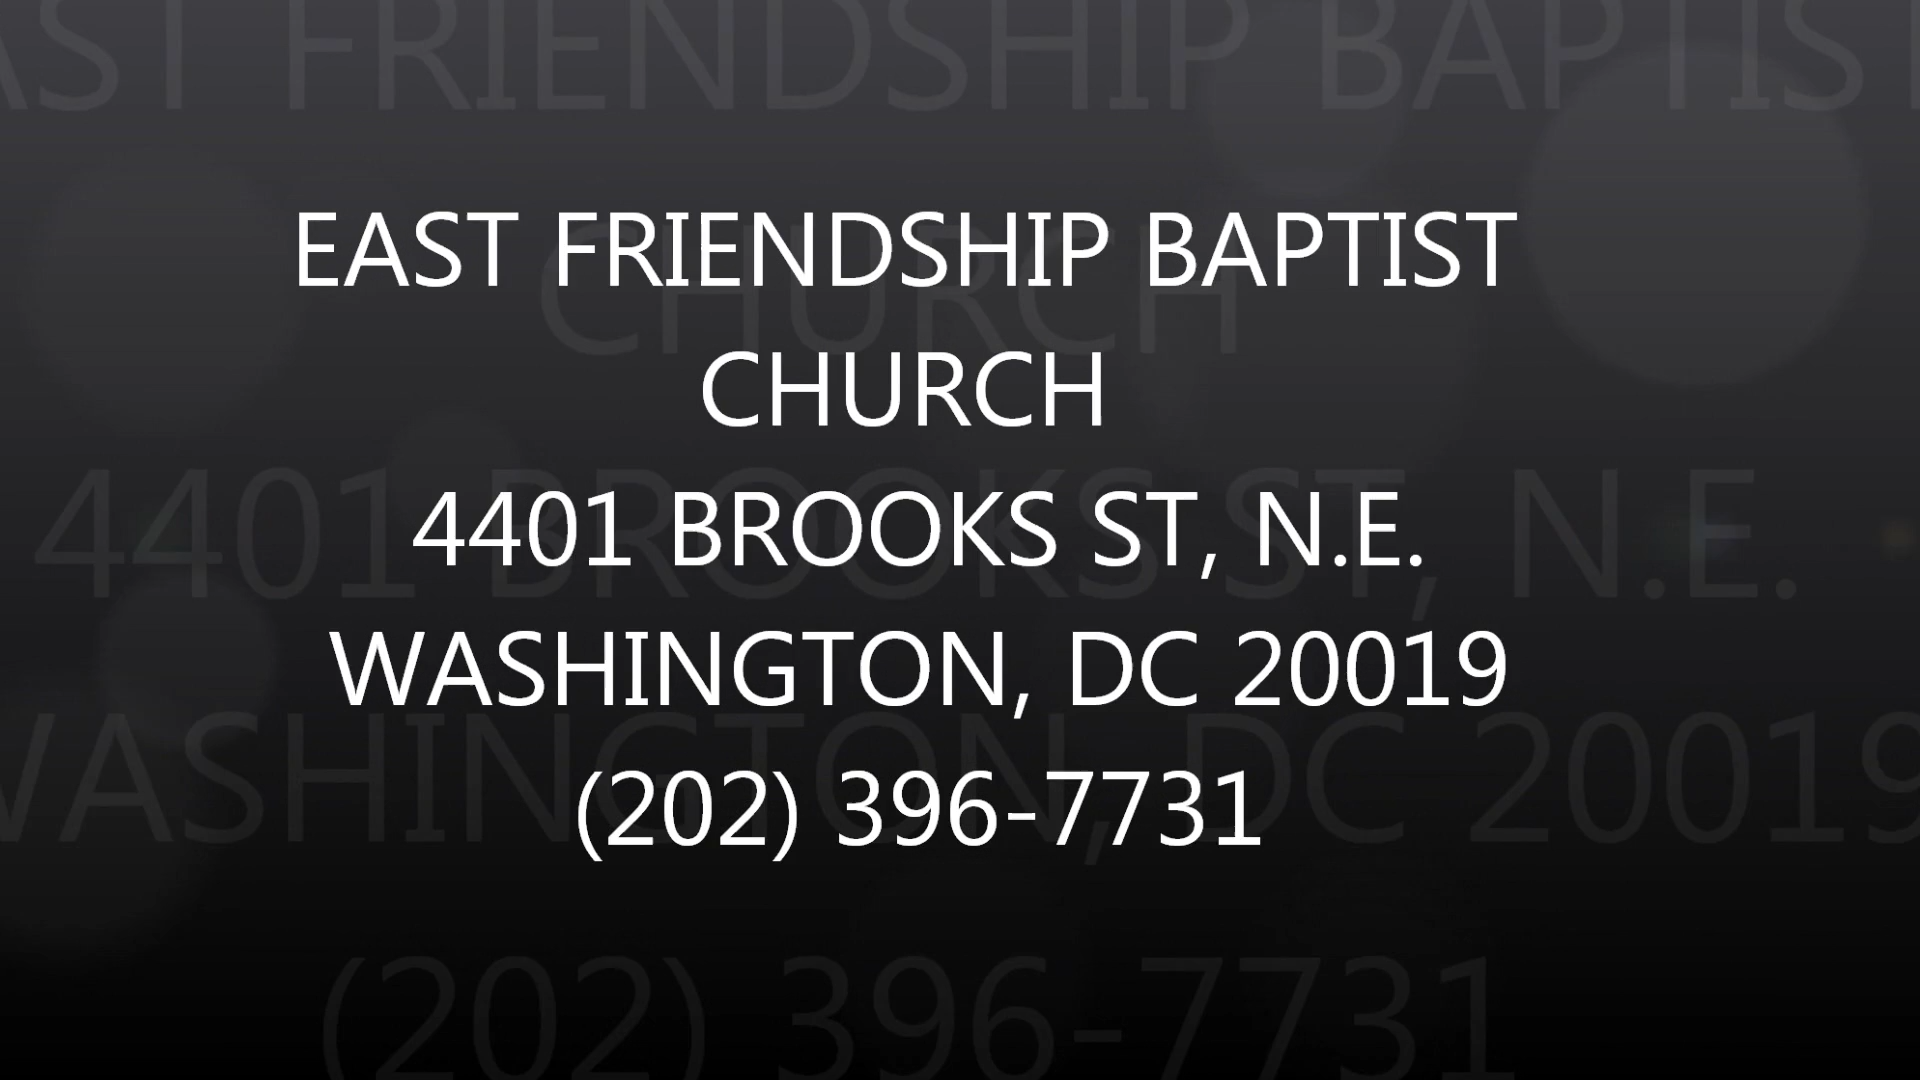 EAST FRIENDSHIP BAPTIST
CHURCH
4401 BROOKS ST, N.E.
WASHINGTON, DC 20019
(202) 396-7731